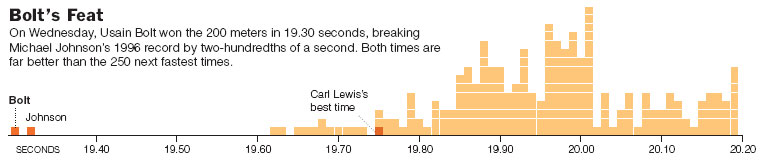 Bolt's Feat
On Wednesday, Usain Bolt won the 200 meters in 19.30 seconds, breaking
Michael Johnson's 1996 record by two-hundredths of a second. Both times are
far better than the 250 next fastest times.
Carl Lewis's
best time
Bolt
Johnson
SECONDS 19.40 19.50 19.60 19.70 19.80 19.90 20.00 20.10 20.20